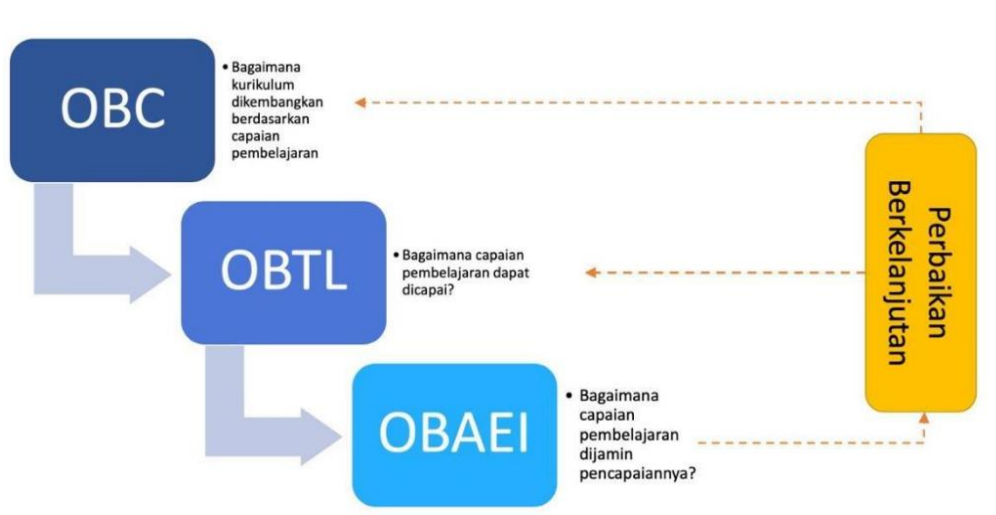 OBC
• Bagaimana
kurikulum
dikembangkan
berdasarkan
capaian
pembelajaran
OBTL
• Bagaimana capaian
pembelajaran dapat
dicapai?
OBAEI
• Bagaimana
capaian
pembelajaran
dijamin
pencapaiannya?
Perbaikan
Berkelanjutan